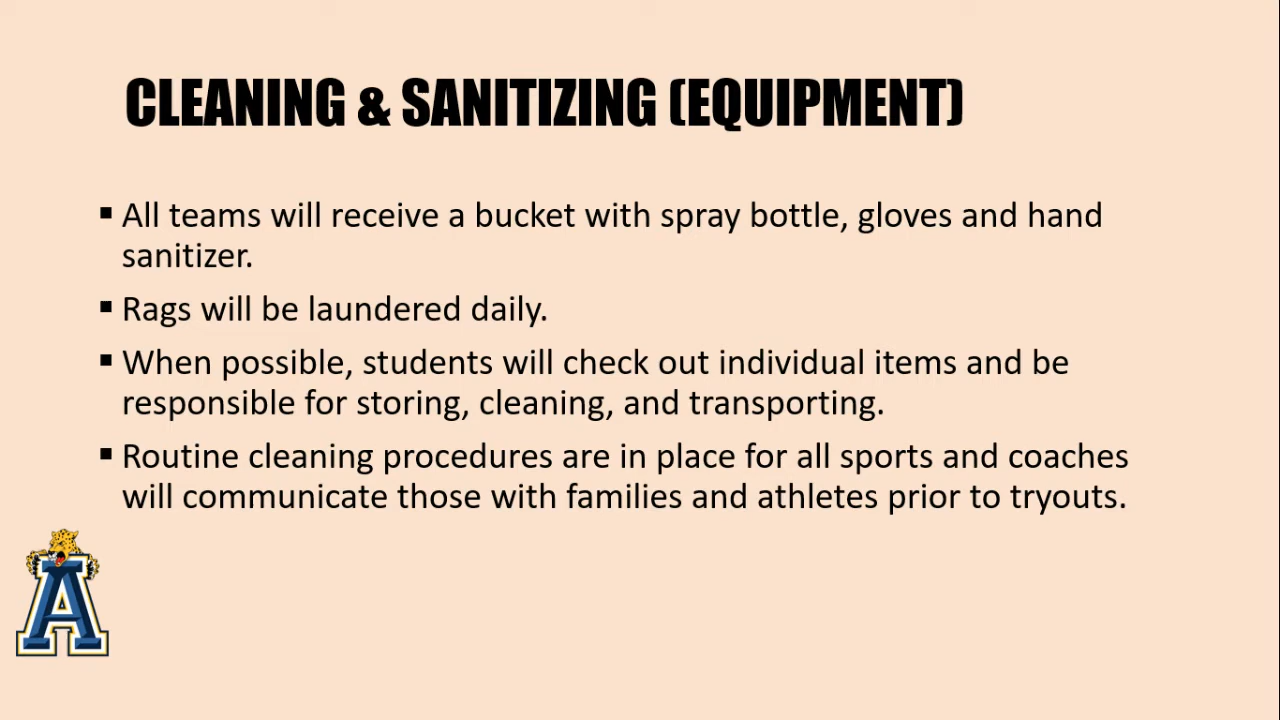 CLEANING & SANITIZING (EQUIPMENT)
▪ All teams will receive a bucket with spray bottle, gloves and hand
sanitizer.
▪ Rags will be laundered daily.
▪ When possible, students will check out individual items and be
responsible for storing, cleaning, and transporting.
▪ Routine cleaning procedures are in place for all sports and coaches
will communicate those with families and athletes prior to tryouts.
A